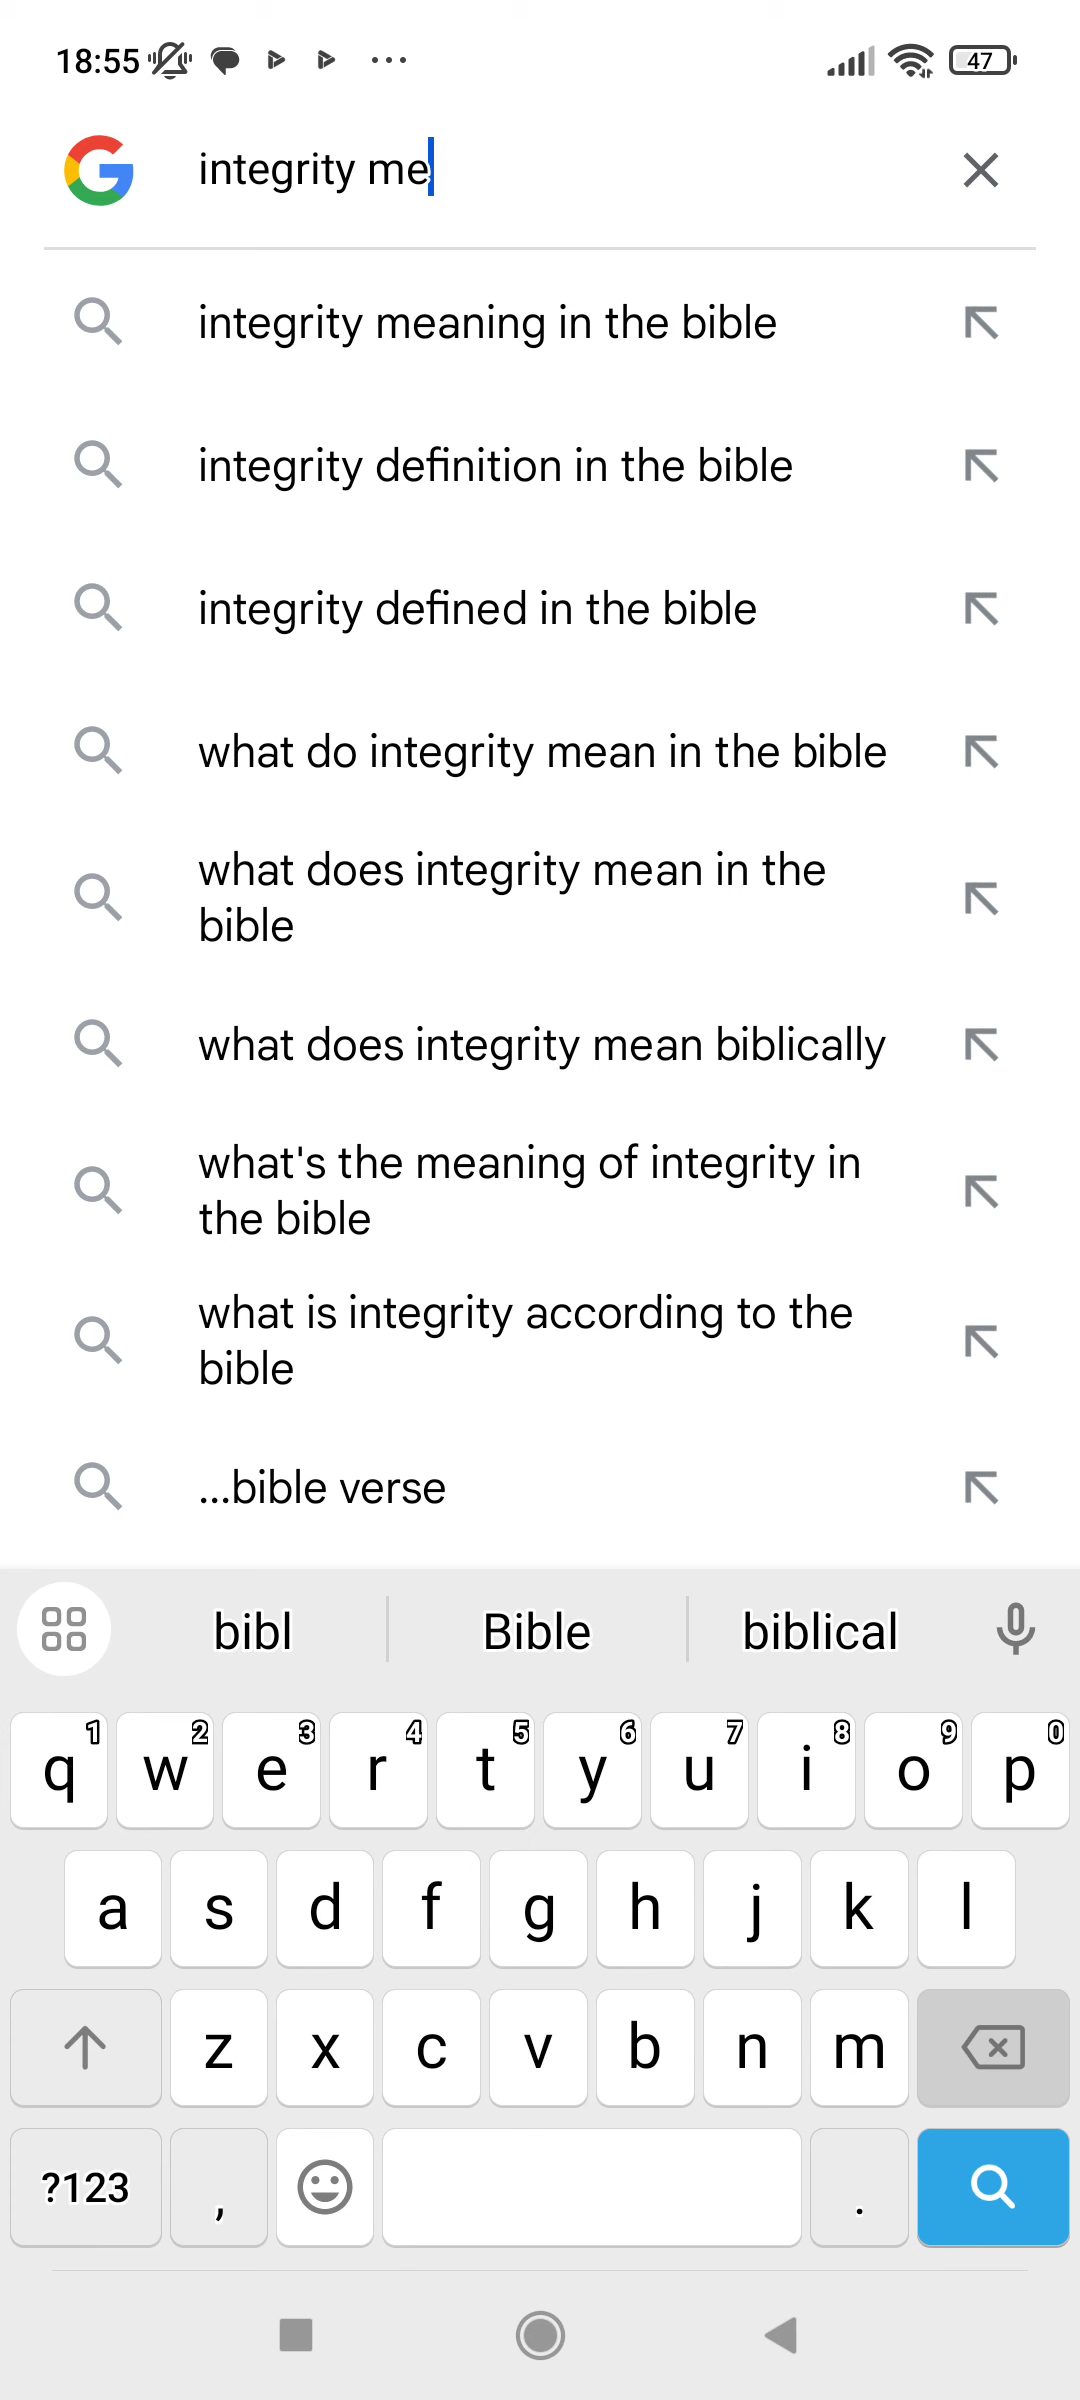 18:55
47
integrity me
integrity meaning in the bible
integrity definition in the bible
integrity defined in the bible
what do integrity mean in the bible
what does integrity mean in the
bible
what does integrity mean biblically
what's the meaning of integrity in
the bible
what is integrity according to the
bible
...bible verse
bibl Bible biblical
1 2 3 4 5 6 7 8 9 0
q w e r t y u i o p
a s d f g h j k l
z x c v b n m
?123 , .